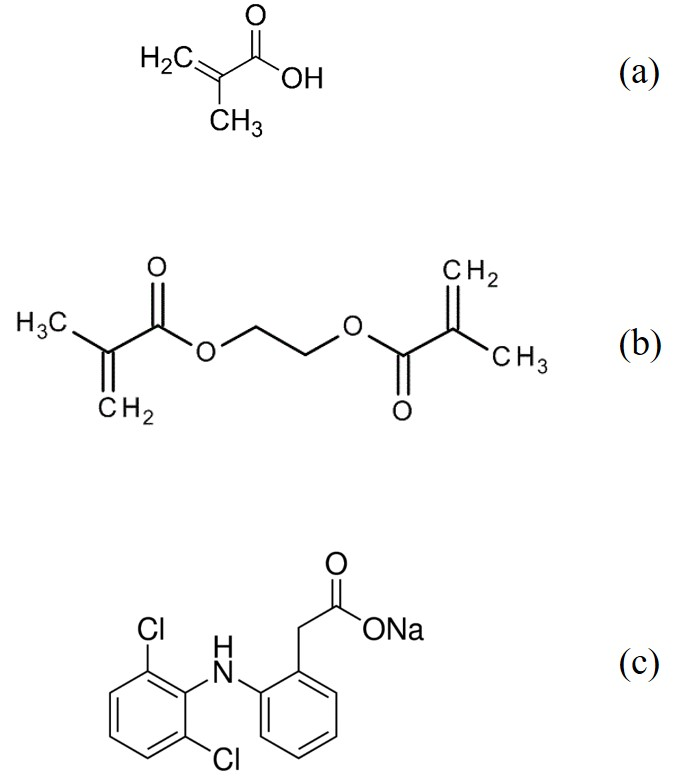 O
H₂C
OH
CH₃
(a)
O
CH₂
H₃C
O
O
(b)
CH₃
CH₂
O
O
Cl
H
N
ONa
(c)
Cl